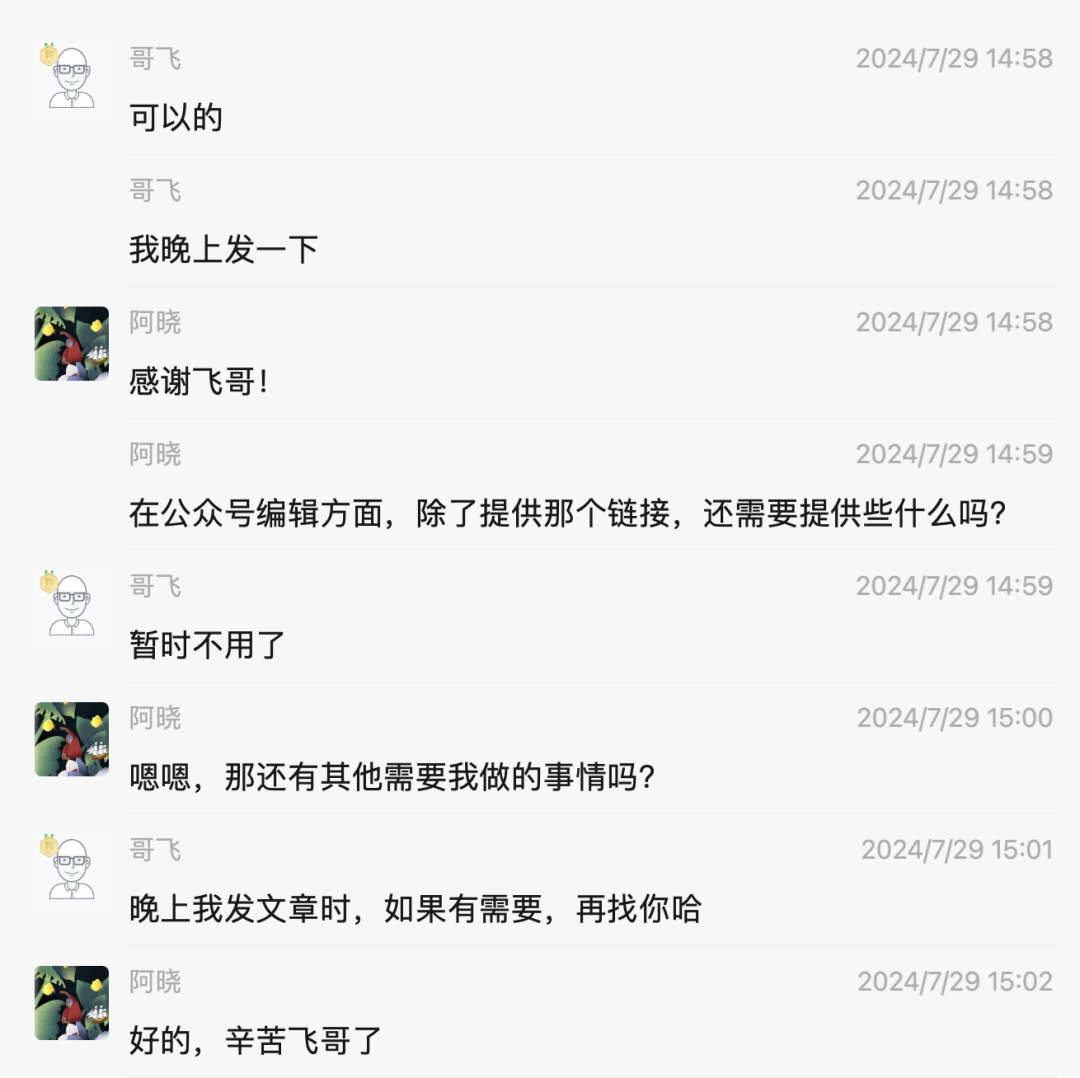 哥飞 2024/7/29 14:58
可以的
哥飞 2024/7/29 14:58
我晚上发一下
阿晓 2024/7/29 14:58
感谢飞哥！
阿晓 2024/7/29 14:59
在公众号编辑方面，除了提供那个链接，还需要提供些什么吗？
哥飞 2024/7/29 14:59
暂时不用了
阿晓 2024/7/29 15:00
嗯嗯，那还有其他需要我做的事情吗？
哥飞 2024/7/29 15:01
晚上我发文章时，如果有需要，再找你哈
阿晓 2024/7/29 15:02
好的，辛苦飞哥了